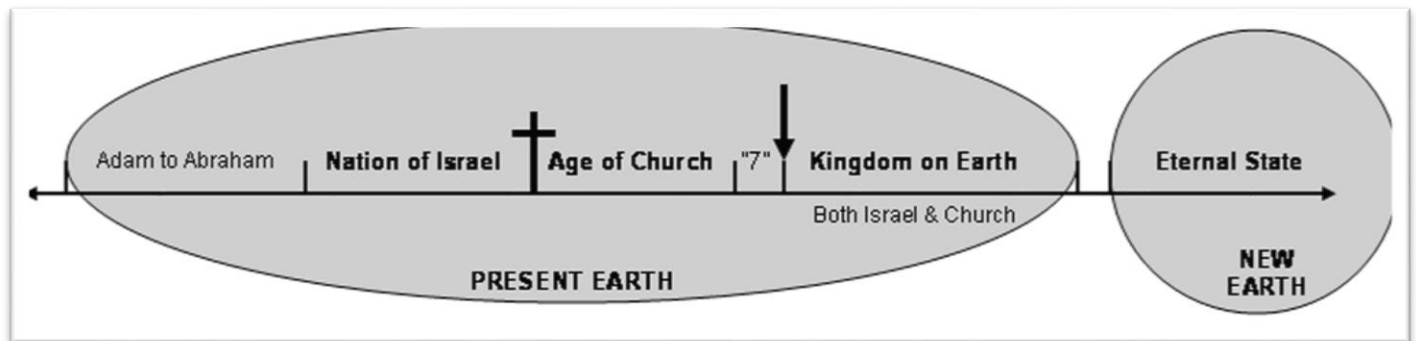 Adam to Abraham
Nation of Israel
Age of Church
"7"
Kingdom on Earth
Eternal State
Both Israel & Church
PRESENT EARTH
NEW
EARTH